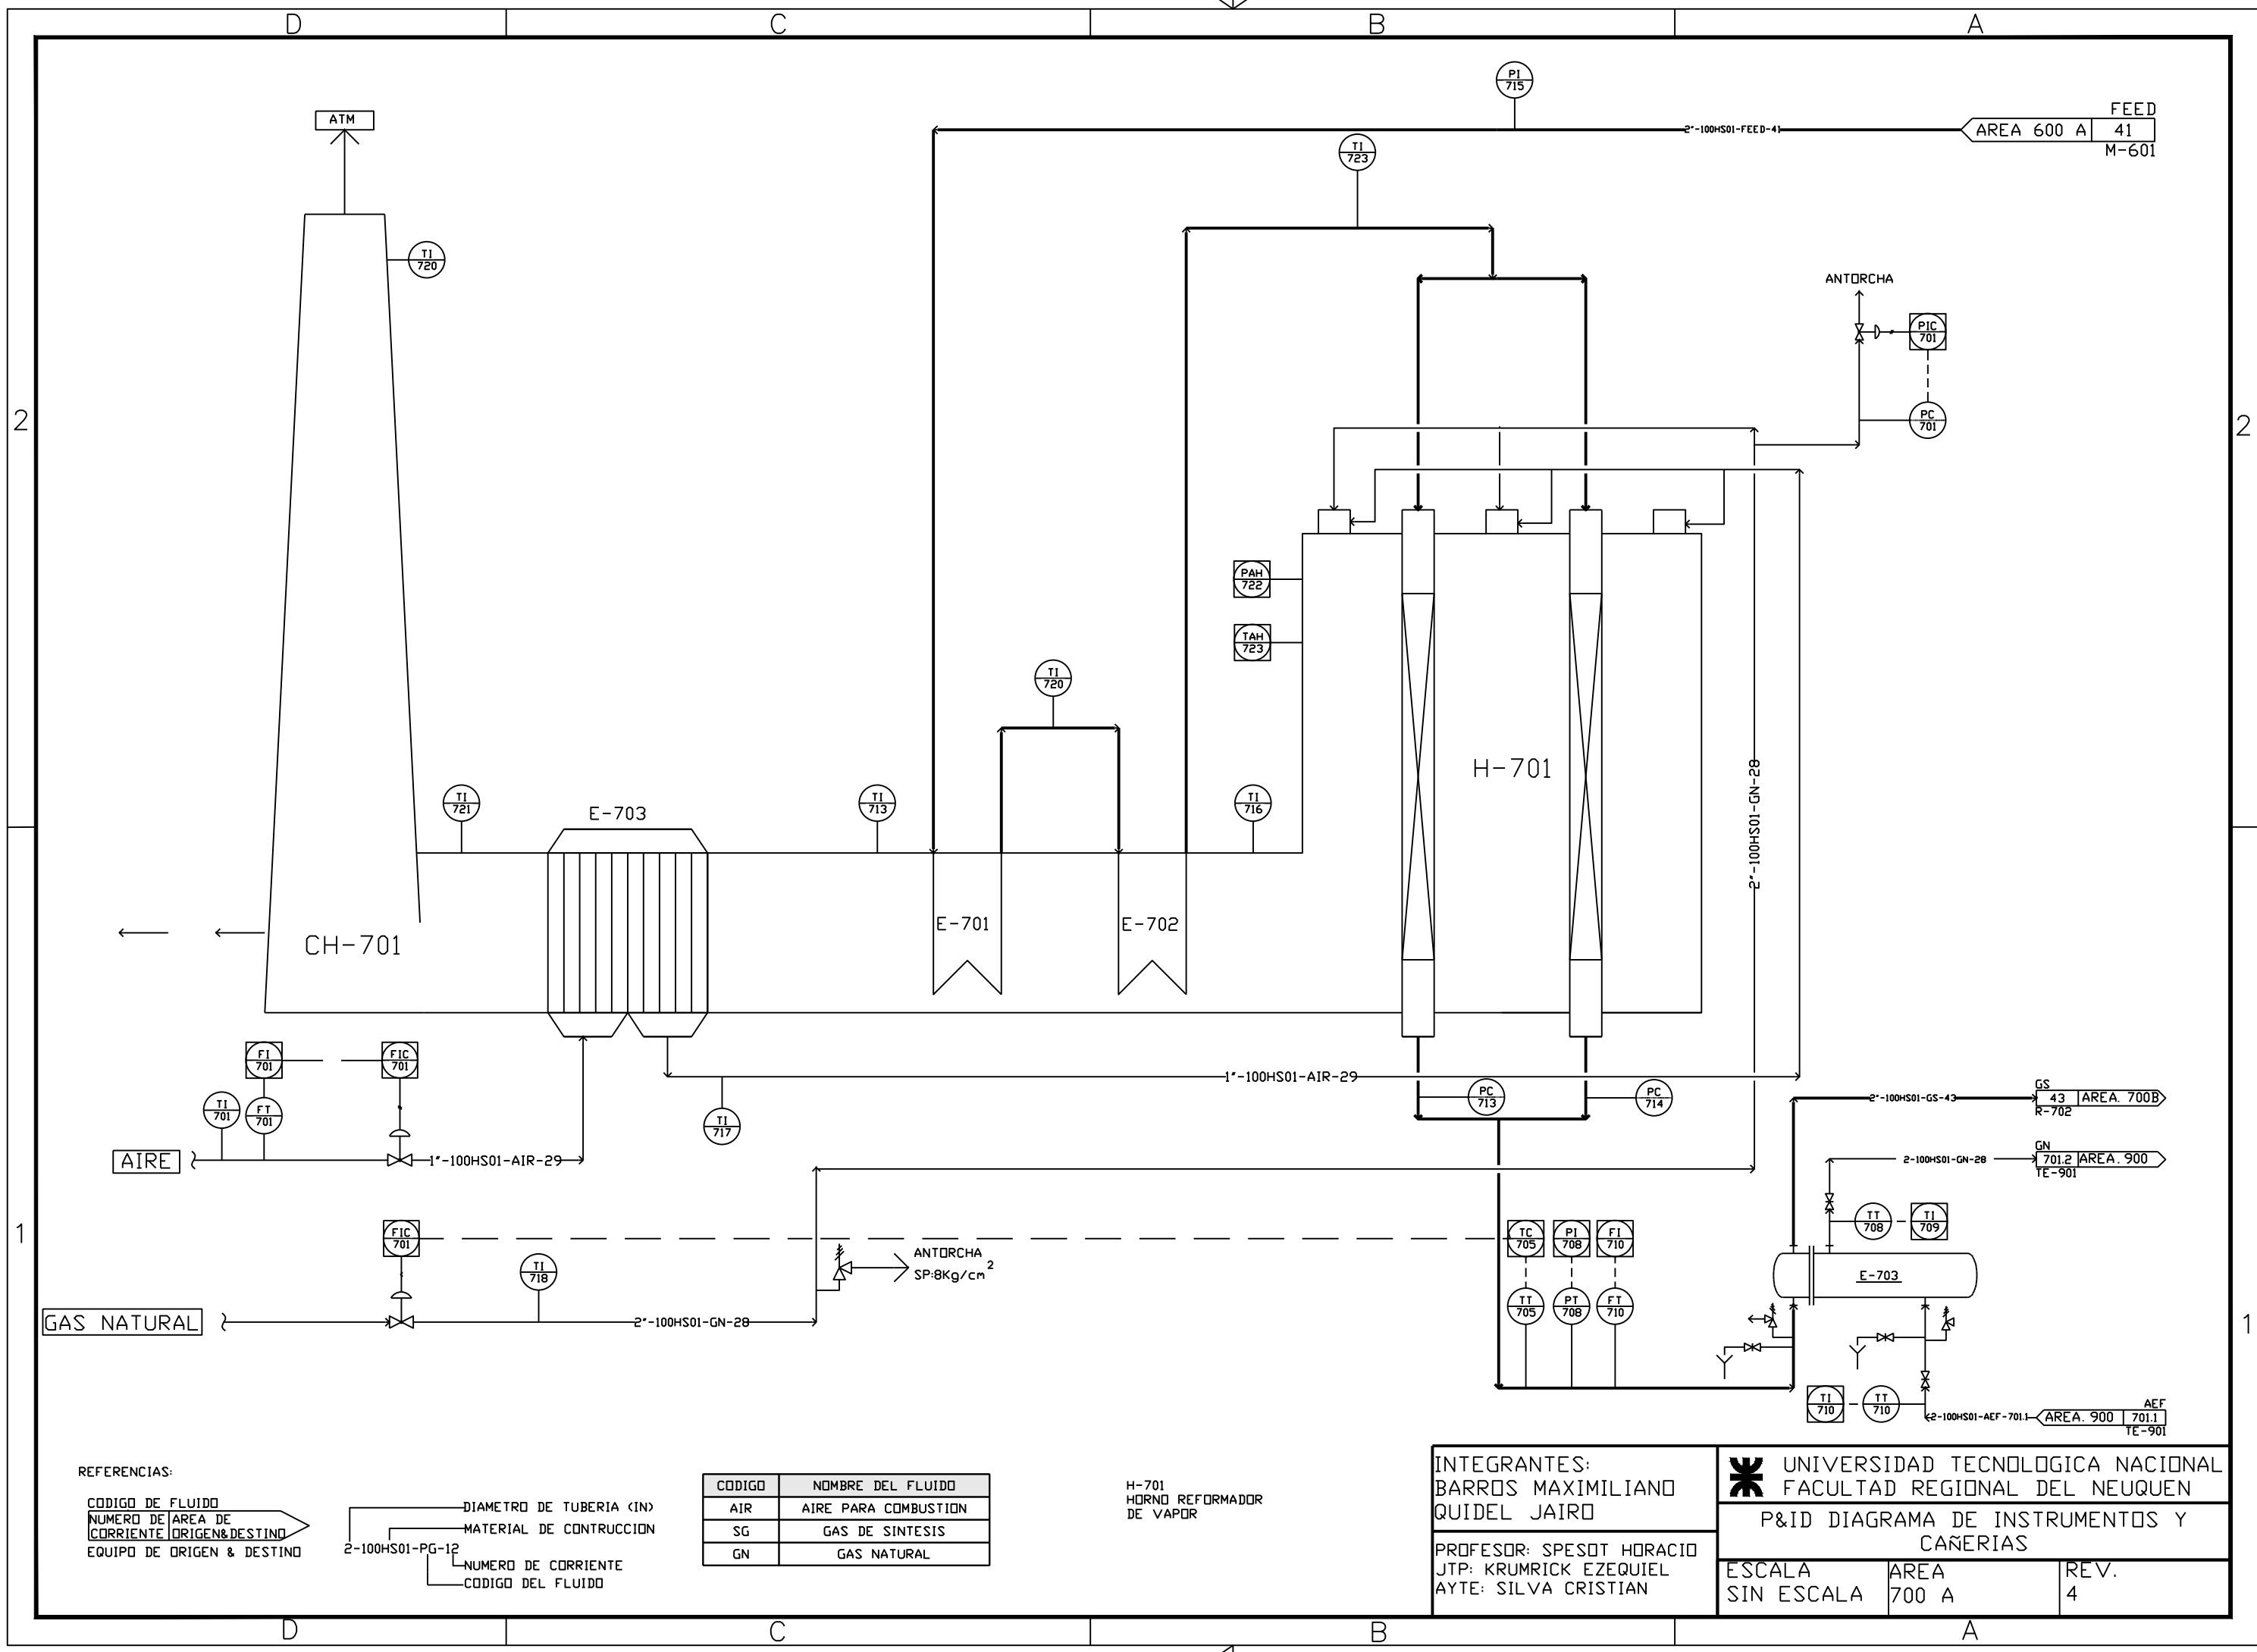 D
C
B
A
ATM
PI
715
2"-100HS01-FEED-41
FEED
AREA 600 A
41
M-601
TI
723
TI
720
ANTORCHA
PIC
701
PC
701
2
2
PAH
722
TAH
723
TI
720
H-701
2"-100HS01-GN-28
TI
721
E-703
TI
713
TI
716
CH-701
E-701
E-702
FI
701
FIC
701
TI
701
FT
701
1"-100HS01-AIR-29
PC
713
PC
714
TI
717
AIRE
1"-100HS01-AIR-29
2"-100HS01-GS-43
GS
43
AREA. 700B
R-702
2-100HS01-GN-28
GN
701.2
AREA. 900
TE-901
1
1
FIC
701
TI
718
ANTORCHA
SP:8Kg/cm2
TC
705
PI
708
FI
710
TT
708
TI
709
E-703
TT
705
PT
708
FT
710
GAS NATURAL
2"-100HS01-GN-28
TI
710
TT
710
2-100HS01-AEF-701.1
AEF
AREA. 900
701.1
TE-901
REFERENCIAS:
CODIGO DE FLUIDO
NUMERO DE
CORRIENTE
AREA DE
ORIGEN&DESTINO
EQUIPO DE ORIGEN & DESTINO
DIAMETRO DE TUBERIA (IN)
MATERIAL DE CONTRUCCION
2-100HS01-PG-12
NUMERO DE CORRIENTE
CODIGO DEL FLUIDO
CODIGO NOMBRE DEL FLUIDO
AIR AIRE PARA COMBUSTION
SG GAS DE SINTESIS
GN GAS NATURAL
H-701
HORNO REFORMADOR
DE VAPOR
INTEGRANTES:
BARROS MAXIMILIANO
QUIDEL JAIRO
PROFESOR: SPESOT HORACIO
JTP: KRUMRICK EZEQUIEL
AYTE: SILVA CRISTIAN
UNIVERSIDAD TECNOLOGICA NACIONAL
FACULTAD REGIONAL DEL NEUQUEN
P&ID DIAGRAMA DE INSTRUMENTOS Y
CAÑERIAS
ESCALA
SIN ESCALA
AREA
700 A
REV.
4
D
C
B
A